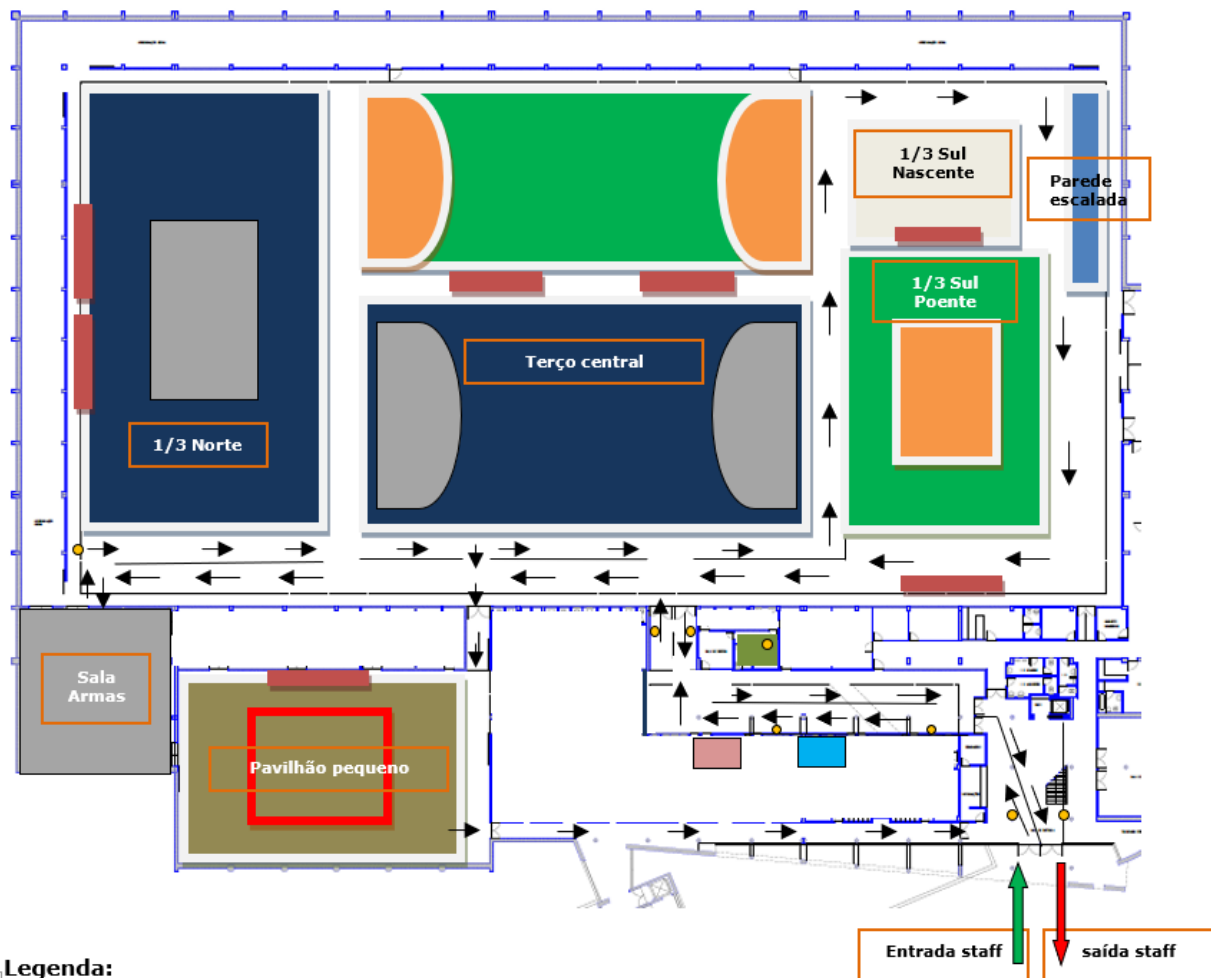 1/3 Sul
Nascente
Parede
escalada
1/3 Sul
Poente
Terço central
1/3 Norte
Sala
Armas
Pavilhão pequeno
Entrada staff
saída staff
Legenda: